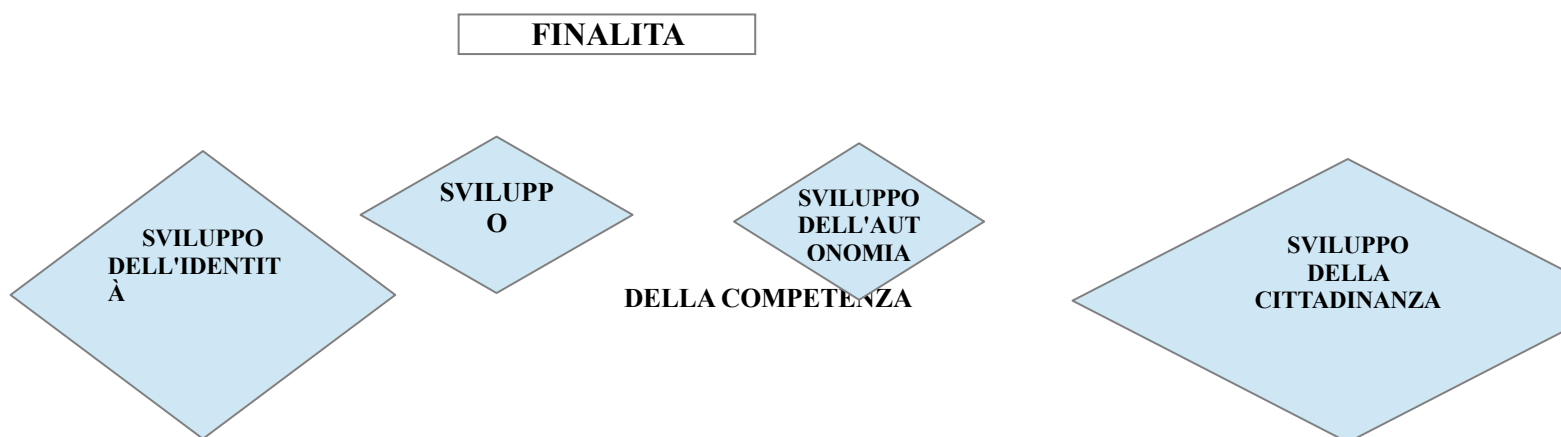 FINALITA
SVILUPPO
DELL'IDENTIT
À
SVILUPP
O
SVILUPPO
DELL'AUT
ONOMIA
DELLA COMPETENZA
SVILUPPO
DELLA
CITTADINANZA